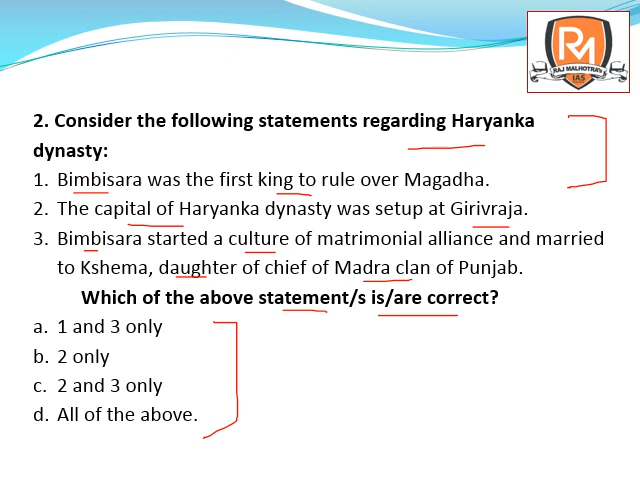 RM
RAJ MALHOTRA'S
IAS
2. Consider the following statements regarding Haryanka
dynasty:
1. Bimbisara was the first king to rule over Magadha.
2. The capital of Haryanka dynasty was setup at Girivraja.
3. Bimbisara started a culture of matrimonial alliance and married
to Kshema, daughter of chief of Madra clan of Punjab.
Which of the above statement/s is/are correct?
a. 1 and 3 only
b. 2 only
c. 2 and 3 only
d. All of the above.